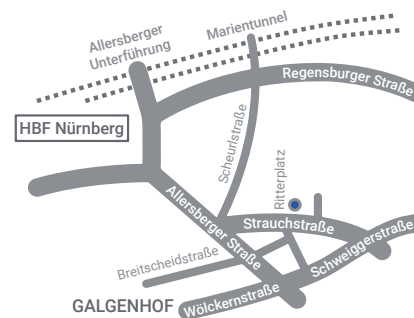 Allersberger
Unterführung
Marientunnel
Regensburger Straße
HBF Nürnberg
Scheurlstraße
Ritterplatz
Allersberger Straße
Strauchstraße
Schweiggerstraße
Breitscheidstraße
GALGENHOF
Wölckernstraße